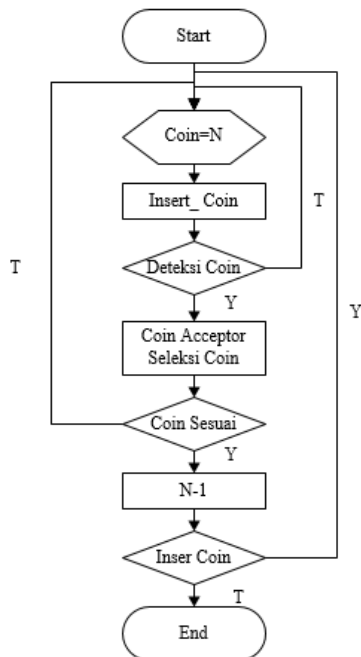 Start
Coin=N
Insert_ Coin
T
T
Deteksi Coin
Y
Y
Coin Acceptor
Seleksi Coin
Coin Sesuai
Y
N-1
Inser Coin
T
End